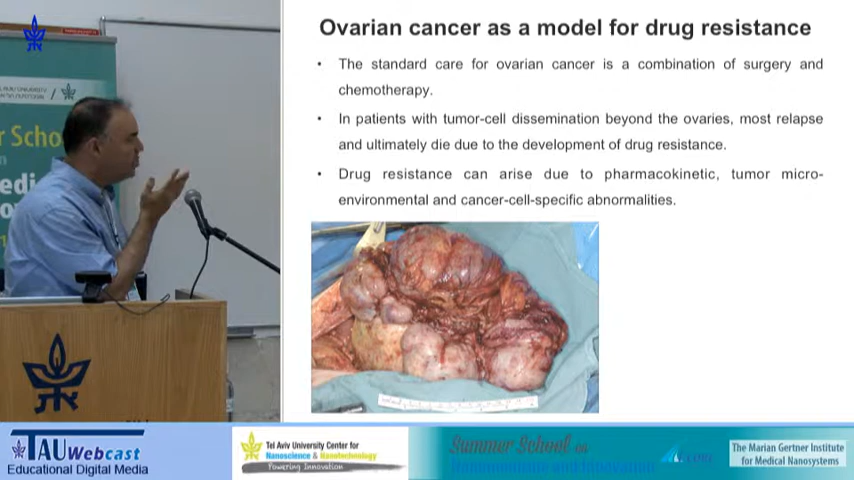 Ovarian cancer as a model for drug resistance
• The standard care for ovarian cancer is a combination of surgery and
chemotherapy.
• In patients with tumor-cell dissemination beyond the ovaries, most relapse
and ultimately die due to the development of drug resistance.
• Drug resistance can arise due to pharmacokinetic, tumor micro-
environmental and cancer-cell-specific abnormalities.
r Scho
edi
TAU Webcast
Educational Digital Media
Tel Aviv University Center for
Nanoscience & Nanotechnology
Powering Innovation
Summer School on
The Marian Gertner Institute
for Medical Nanosystems